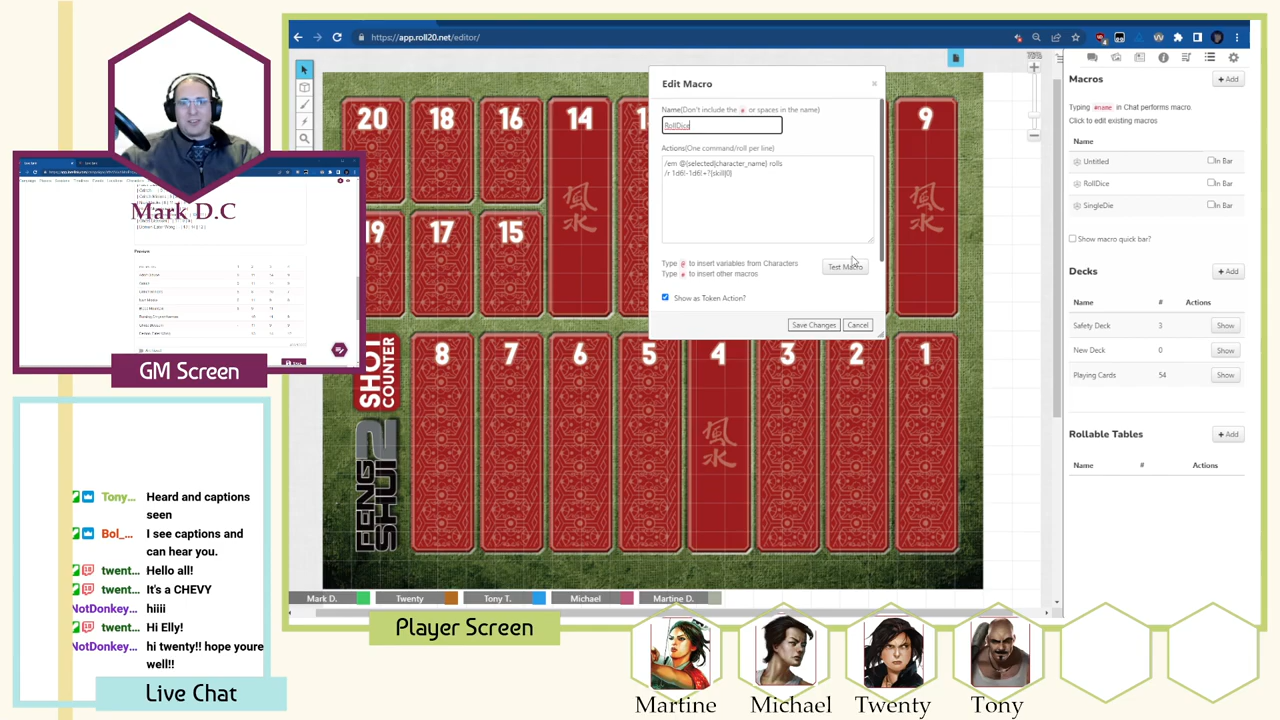 https://app.roll20.net/editor/
Mark D.C
GM Screen
Tony... Heard and captions
seen
Bol_... I see captions and
can hear you.
twent... Hello all!
twent... It's a CHEVY
NotDonkey... hiiii
twent... Hi Elly!
NotDonkey... hi twenty!! hope youre
well!!
Live Chat
20
18
16
14
9
19
17
15
SHOT
COUNTER
FENG
SHUI 2
8
7
6
5
4
3
2
1
風水
風水
風水
Edit Macro
Name(Don't include the # or spaces in the name)
RollDice
Actions(One command/roll per line)
/em @{selected|character_name} rolls
/r 1d6!-1d6!+?{skill|0}
Type @ to insert variables from Characters
Type # to insert other macros
Test Macro
Show as Token Action?
Save Changes
Cancel
Macros
+ Add
Typing #name in Chat performs macro.
Click to edit existing macros
Name
Untitled In Bar
RollDice In Bar
SingleDie In Bar
Show macro quick bar?
Decks
+ Add
Name # Actions
Safety Deck 3 Show
New Deck 0 Show
Playing Cards 54 Show
Rollable Tables
+ Add
Name # Actions
Mark D.
Twenty
Tony T.
Michael
Martine D.
Player Screen
Martine
Michael
Twenty
Tony